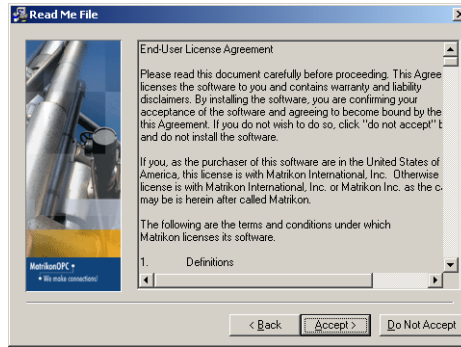 Read Me File
End-User License Agreement
Please read this document carefully before proceeding. This Agree
licenses the software to you and contains warranty and liability
disclaimers. By installing the software, you are confirming your
acceptance of the software and agreeing to become bound by the
this Agreement. If you do not wish to do so, click "do not accept"
and do not install the software.
If you, as the purchaser of this software are in the United States of
America, this license is with Matrikon International, Inc. Otherwise
license is with Matrikon International, Inc. or Matrikon Inc. as the ca
may be is herein after called Matrikon.
The following are the terms and conditions under which
Matrikon licenses its software.
1. Definitions
MatrikonOPC
• We make connections!
< Back Accept > Do Not Accept